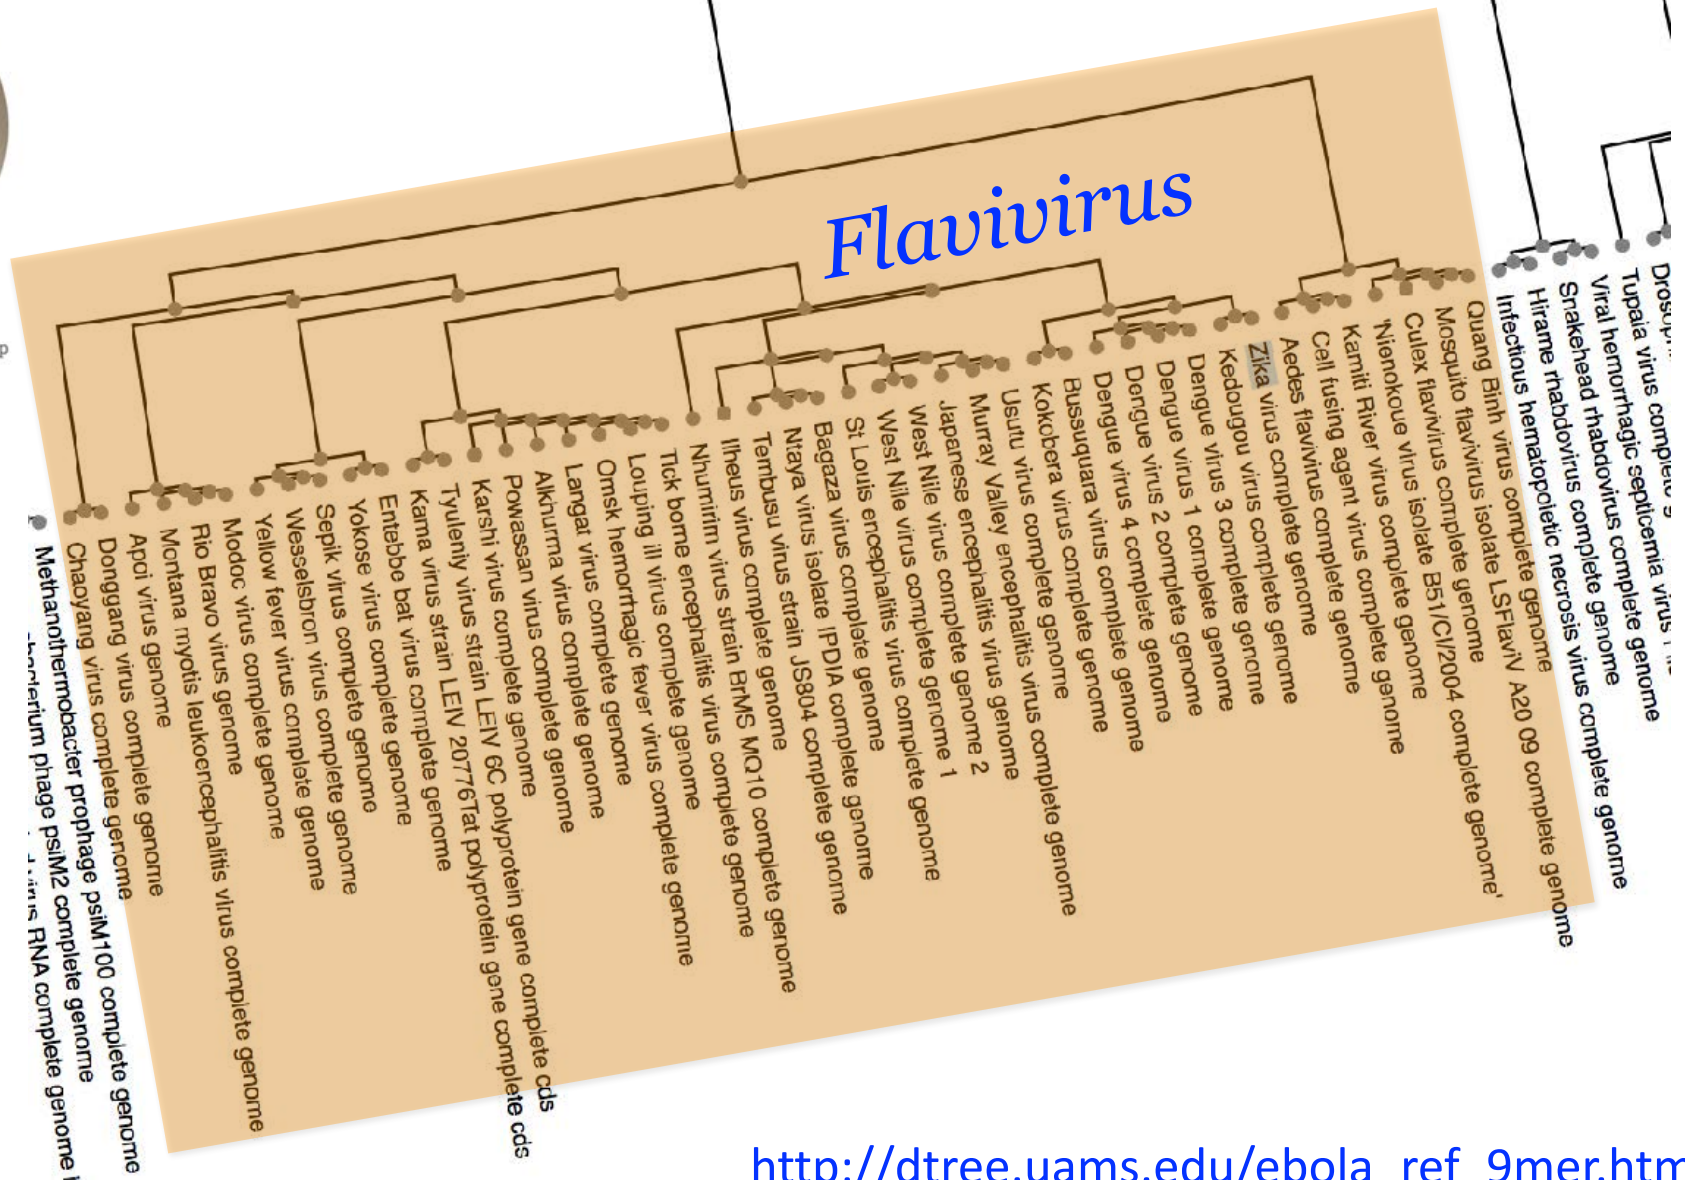 Flavivirus
Methanothermobacter prophage psiM100 complete genome
phage psiM2 complete genome
RNA complete genome
Chaoyang virus complete genome
Donggang virus complete genome
Apoi virus genome
Montana myotis leukoencephalitis virus complete genome
Rio Bravo virus genome
Modoc virus complete genome
Yellow fever virus complete genome
Wesselsbron virus complete genome
Sepik virus complete genome
Yokose virus complete genome
Entebbe bat virus complete genome
Kama virus strain LEIV 20776Tat polyprotein gene complete cds
Tyuleniy virus strain LEIV 6C polyprotein gene complete cds
Karshi virus complete genome
Powassan virus complete genome
Alkhurma virus complete genome
Langat virus complete genome
Omsk hemorrhagic fever virus complete genome
Louping ill virus complete genome
Tick borne encephalitis virus complete genome
Nhumirim virus strain BrMS MQ10 complete genome
Ilheus virus complete genome
Tembusu virus strain JS804 complete genome
Ntaya virus isolate IPDIA complete genome
Bagaza virus complete genome
St Louis encephalitis virus complete genome
West Nile virus complete genome 1
West Nile virus complete genome 2
Japanese encephalitis virus genome
Murray Valley encephalitis virus complete genome
Usutu virus complete genome
Kokobera virus complete genome
Bussuquara virus complete genome
Dengue virus 4 complete genome
Dengue virus 2 complete genome
Dengue virus 1 complete genome
Dengue virus 3 complete genome
Kedougou virus complete genome
Zika virus complete genome
Aedes flavivirus complete genome
Cell fusing agent virus complete genome
Kamiti River virus complete genome
'Nienokoue virus isolate B51/CI/2004 complete genome'
Culex flavivirus complete genome
Mosquito flavivirus isolate LSFlaviV A20 09 complete genome
Quang Binh virus complete genome
Infectious hematopoietic necrosis virus complete genome
Hirame rhabdovirus complete genome
Snakehead rhabdovirus complete genome
Viral hemorrhagic septicemia virus
Tupaia virus complete
http://dtree.uams.edu/ebola_ref_9mer.htm